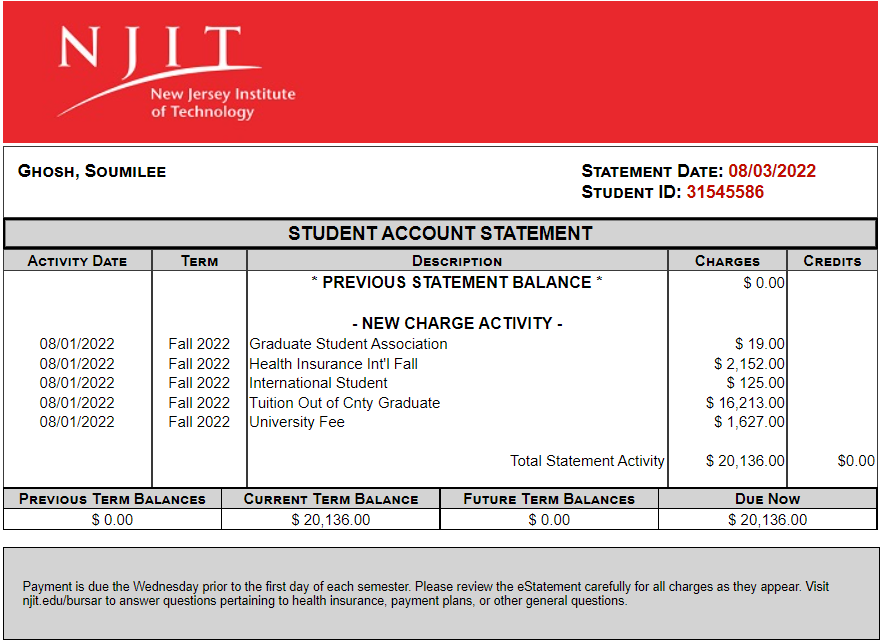 NJIT
New Jersey Institute
of Technology
GHOSH, SOUMILEE
STATEMENT DATE: 08/03/2022
STUDENT ID: 31545586
STUDENT ACCOUNT STATEMENT
ACTIVITY DATE TERM DESCRIPTION CHARGES CREDITS
* PREVIOUS STATEMENT BALANCE * $ 0.00
- NEW CHARGE ACTIVITY -
08/01/2022 Fall 2022 Graduate Student Association $ 19.00
08/01/2022 Fall 2022 Health Insurance Int'l Fall $ 2,152.00
08/01/2022 Fall 2022 International Student $ 125.00
08/01/2022 Fall 2022 Tuition Out of Cnty Graduate $ 16,213.00
08/01/2022 Fall 2022 University Fee $ 1,627.00
Total Statement Activity $ 20,136.00 $0.00
PREVIOUS TERM BALANCES CURRENT TERM BALANCE FUTURE TERM BALANCES DUE NOW
$ 0.00 $ 20,136.00 $ 0.00 $ 20,136.00
Payment is due the Wednesday prior to the first day of each semester. Please review the eStatement carefully for all charges as they appear. Visit
njit.edu/bursar to answer questions pertaining to health insurance, payment plans, or other general questions.